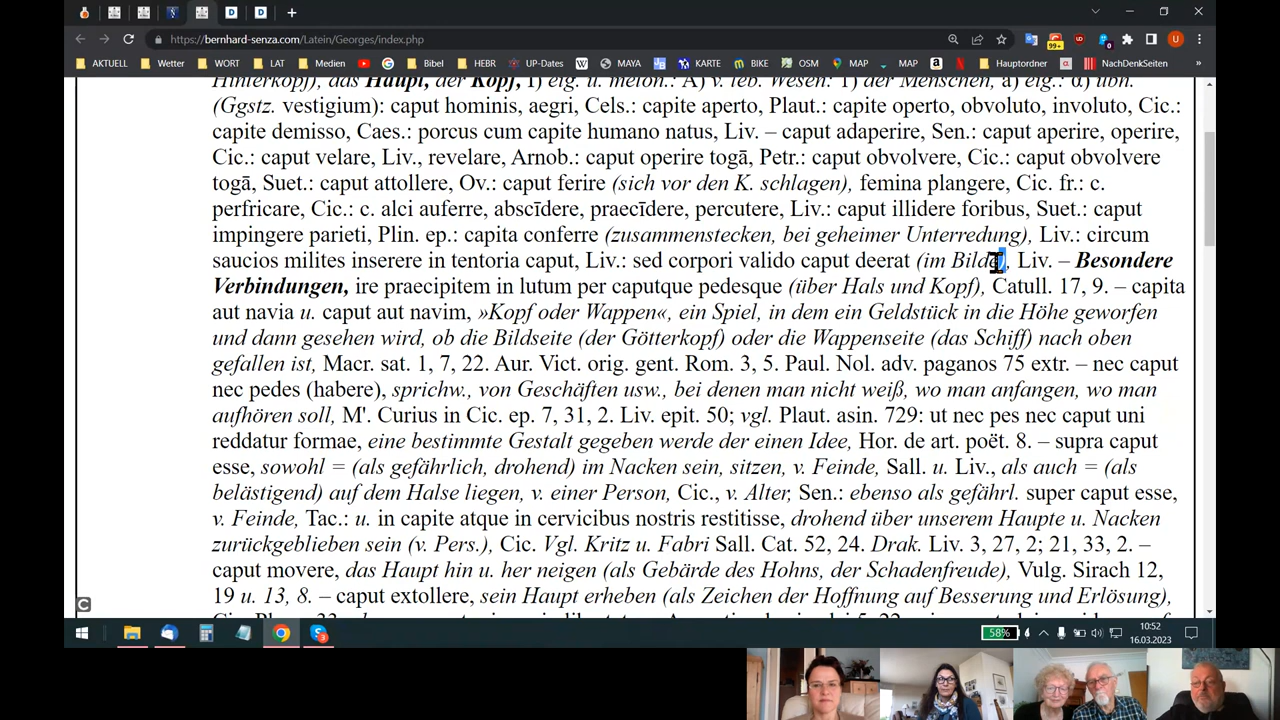 https://bernhard-senza.com/Latein/Georges/index.php
AKTUELL Wetter WORT LAT Medien Bibel HEBR UP-Dates MAYA KARTE BIKE OSM MAP MAP Hauptordner NachDenkSeiten
Hinterkopf), das Haupt, der Kopf, I) eig. u. meton.: A) v. leb. Wesen: 1) der Menschen, a) eig.: α) übh.
(Ggstz. vestigium): caput hominis, aegri, Cels.: capite aperto, Plaut.: capite operto, obvoluto, involuto, Cic.:
capite demisso, Caes.: porcus cum capite humano natus, Liv. – caput adaperire, Sen.: caput aperire, operire,
Cic.: caput velare, Liv., revelare, Arnob.: caput operire togā, Petr.: caput obvolvere, Cic.: caput obvolvere
togā, Suet.: caput attollere, Ov.: caput ferire (sich vor den K. schlagen), femina plangere, Cic. fr.: c.
perfricare, Cic.: c. alci auferre, abscīdere, praecīdere, percutere, Liv.: caput illidere foribus, Suet.: caput
impingere parieti, Plin. ep.: capita conferre (zusammenstecken, bei geheimer Unterredung), Liv.: circum
saucios milites inserere in tentoria caput, Liv.: sed corpori valido caput deerat (im Bilde), Liv. – Besondere
Verbindungen, ire praecipitem in lutum per caputque pedesque (über Hals und Kopf), Catull. 17, 9. – capita
aut navia u. caput aut navim, »Kopf oder Wappen«, ein Spiel, in dem ein Geldstück in die Höhe geworfen
und dann gesehen wird, ob die Bildseite (der Götterkopf) oder die Wappenseite (das Schiff) nach oben
gefallen ist, Macr. sat. 1, 7, 22. Aur. Vict. orig. gent. Rom. 3, 5. Paul. Nol. adv. paganos 75 extr. – nec caput
nec pedes (habere), sprichw., von Geschäften usw., bei denen man nicht weiß, wo man anfangen, wo man
aufhören soll, M'. Curius in Cic. ep. 7, 31, 2. Liv. epit. 50; vgl. Plaut. asin. 729: ut nec pes nec caput uni
reddatur formae, eine bestimmte Gestalt gegeben werde der einen Idee, Hor. de art. poët. 8. – supra caput
esse, sowohl = (als gefährlich, drohend) im Nacken sein, sitzen, v. Feinde, Sall. u. Liv., als auch = (als
belästigend) auf dem Halse liegen, v. einer Person, Cic., v. Alter, Sen.: ebenso als gefährl. super caput esse,
v. Feinde, Tac.: u. in capite atque in cervicibus nostris restitisse, drohend über unserem Haupte u. Nacken
zurückgeblieben sein (v. Pers.), Cic. Vgl. Kritz u. Fabri Sall. Cat. 52, 24. Drak. Liv. 3, 27, 2; 21, 33, 2. –
caput movere, das Haupt hin u. her neigen (als Gebärde des Hohns, der Schadenfreude), Vulg. Sirach 12,
19 u. 13, 8. – caput extollere, sein Haupt erheben (als Zeichen der Hoffnung auf Besserung und Erlösung),
58%
10:52
16.03.2023